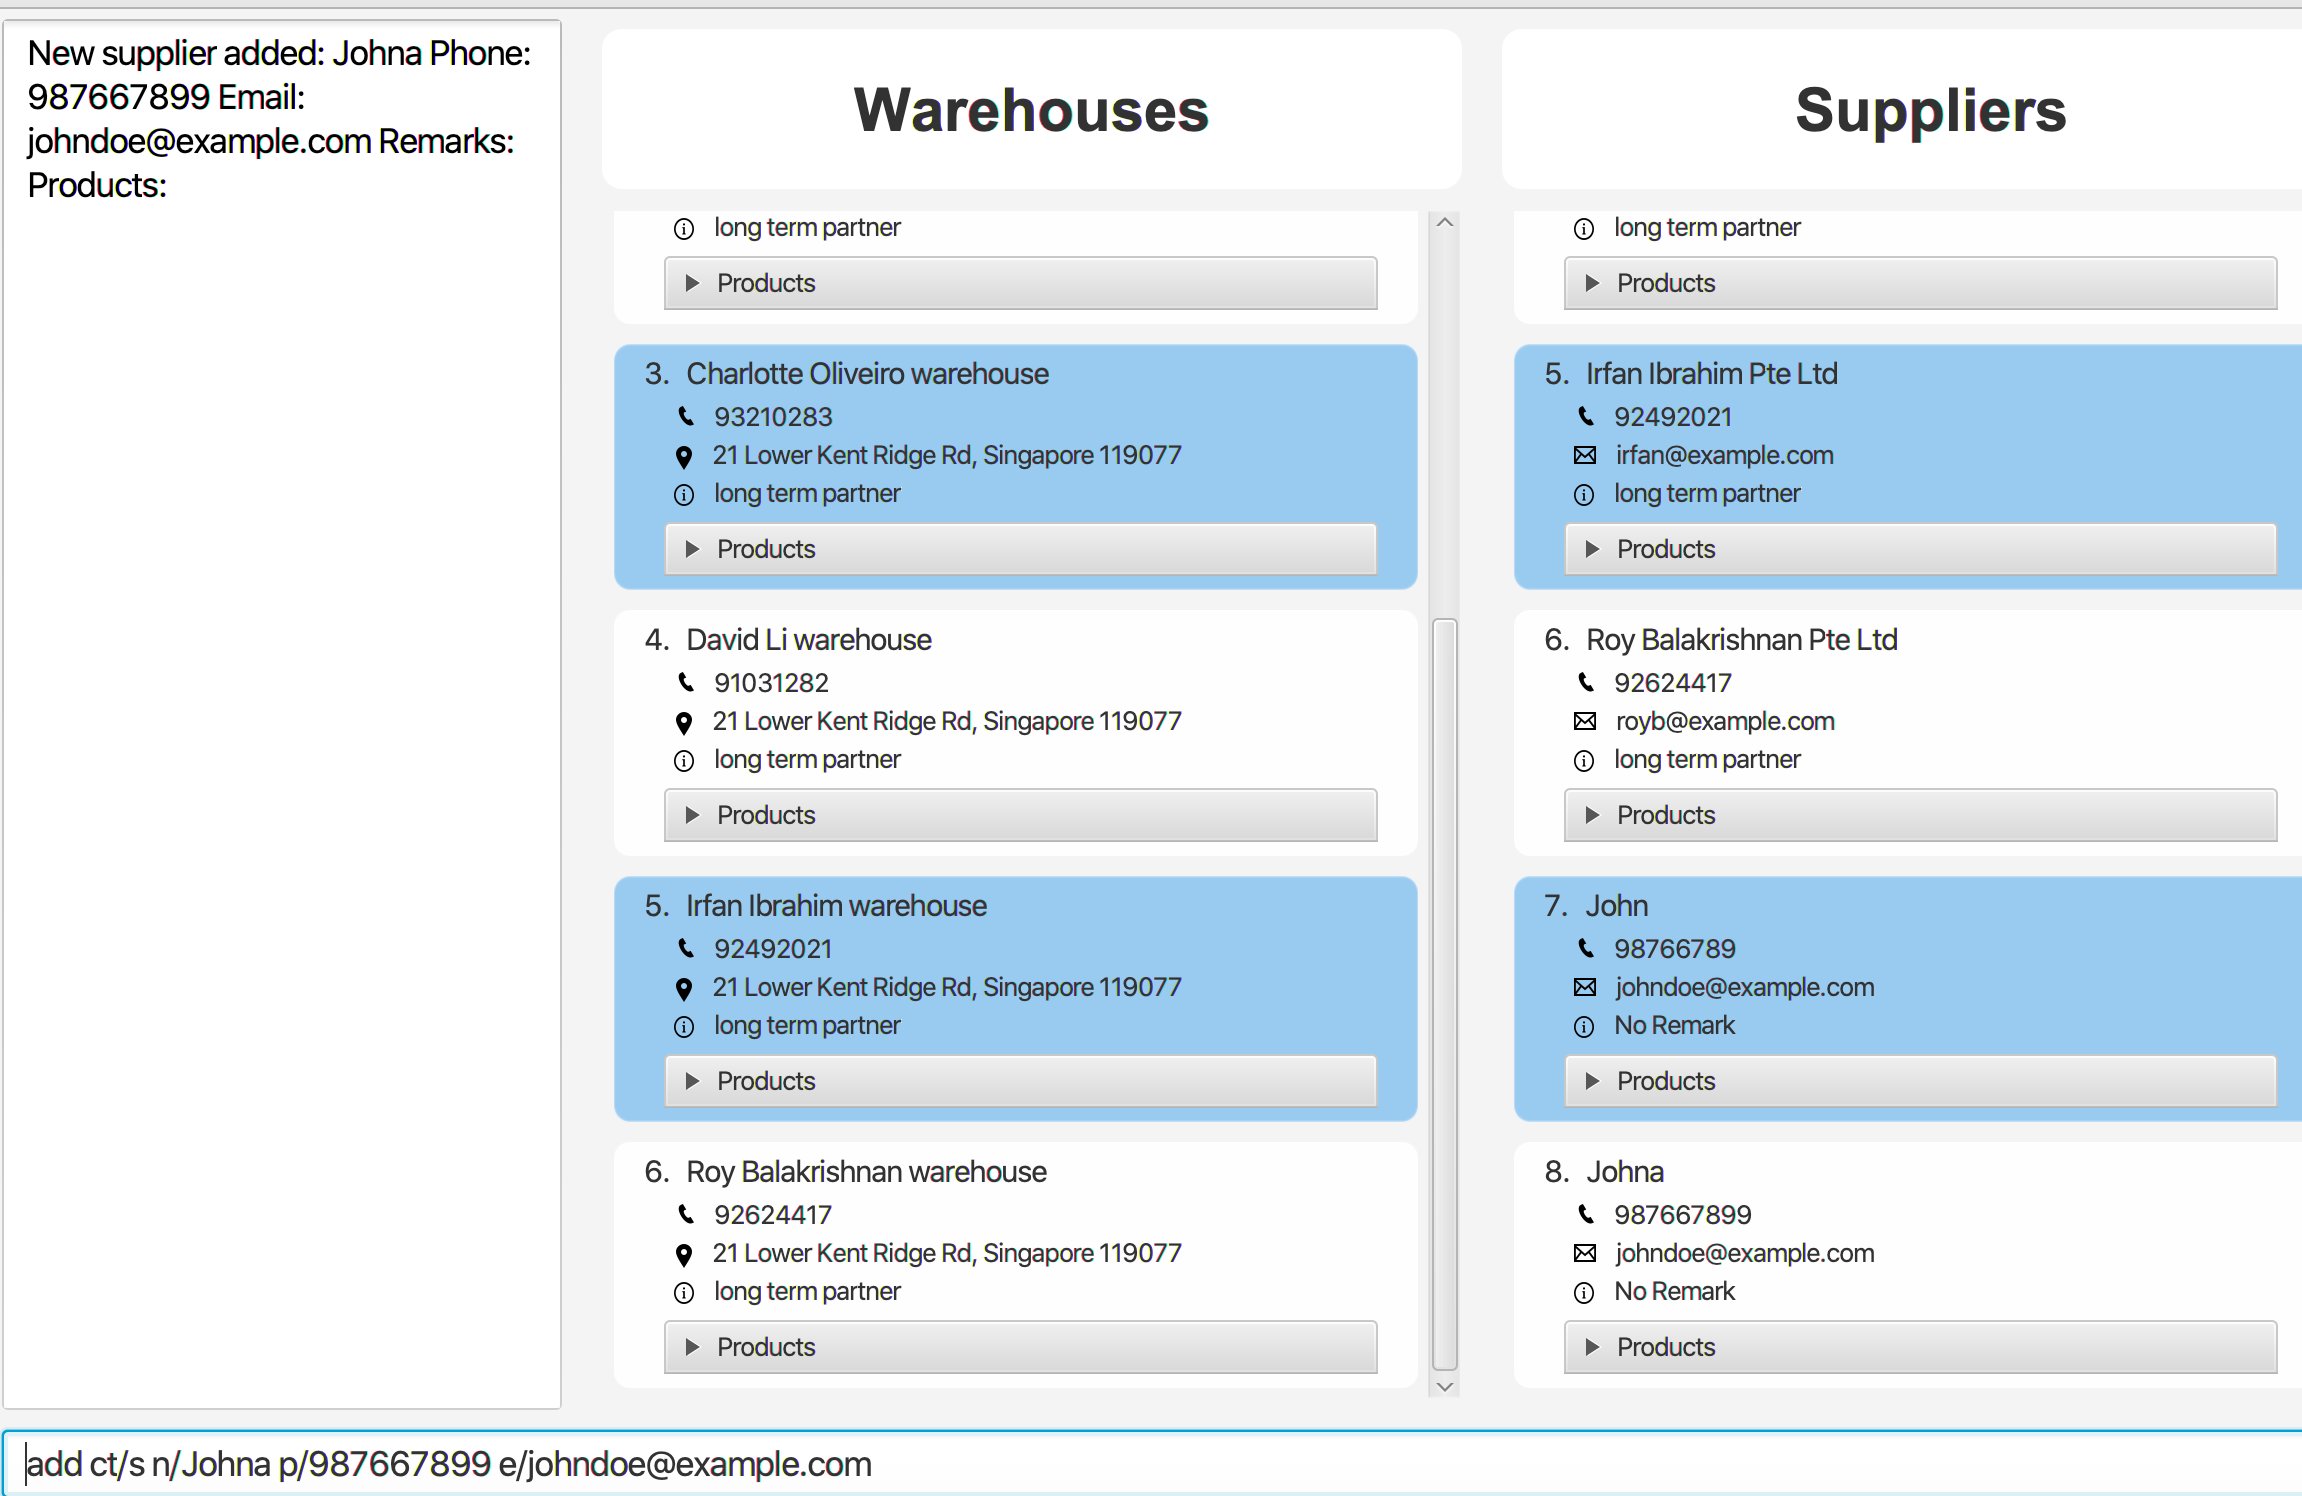 New supplier added: Johna Phone:
987667899 Email:
johndoe@example.com Remarks:
Products:
Warehouses
long term partner
Products
3. Charlotte Oliveiro warehouse
93210283
21 Lower Kent Ridge Rd, Singapore 119077
long term partner
Products
4. David Li warehouse
91031282
21 Lower Kent Ridge Rd, Singapore 119077
long term partner
Products
5. Irfan Ibrahim warehouse
92492021
21 Lower Kent Ridge Rd, Singapore 119077
long term partner
Products
6. Roy Balakrishnan warehouse
92624417
21 Lower Kent Ridge Rd, Singapore 119077
long term partner
Products
Suppliers
long term partner
Products
5. Irfan Ibrahim Pte Ltd
92492021
irfan@example.com
long term partner
Products
6. Roy Balakrishnan Pte Ltd
92624417
royb@example.com
long term partner
Products
7. John
98766789
johndoe@example.com
No Remark
Products
8. Johna
987667899
johndoe@example.com
No Remark
Products
add ct/s n/Johna p/987667899 e/johndoe@example.com